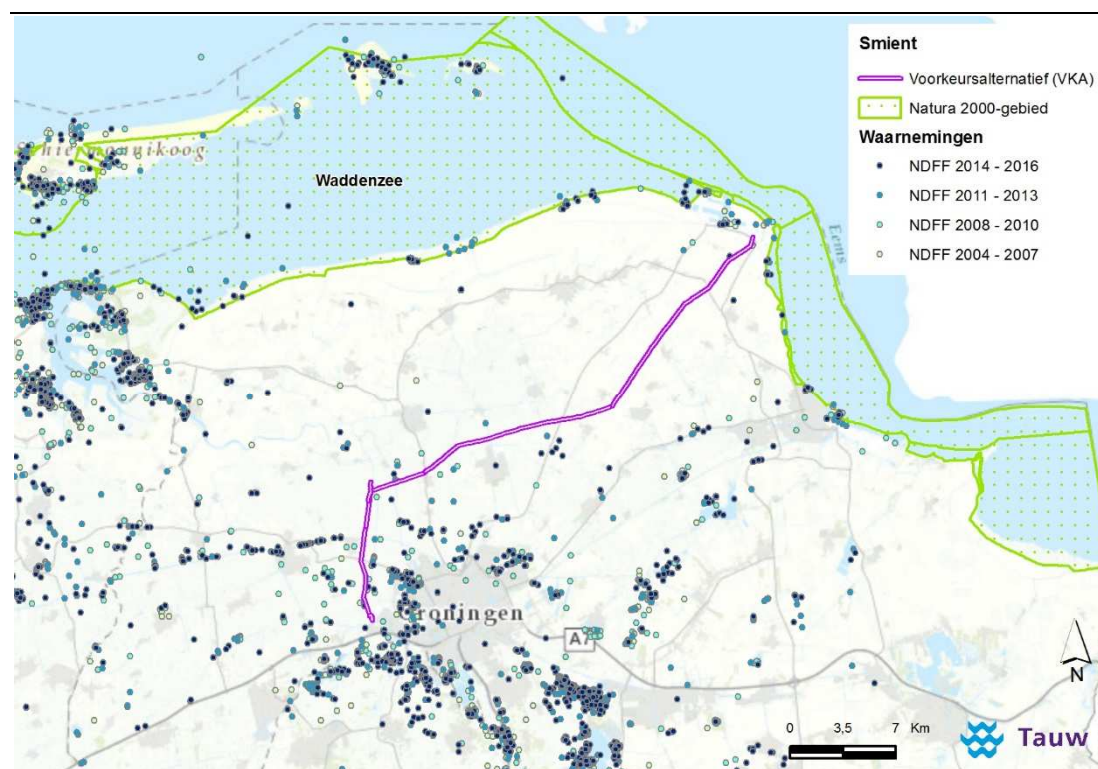 Smient
Voorkeursalternatief (VKA)
Natura 2000-gebied
Waarnemingen
NDFF 2014 - 2016
NDFF 2011 - 2013
NDFF 2008 - 2010
NDFF 2004 - 2007
Waddenzee
Eems
Groningen
A7
N
0 3,5 7 Km
Tauw